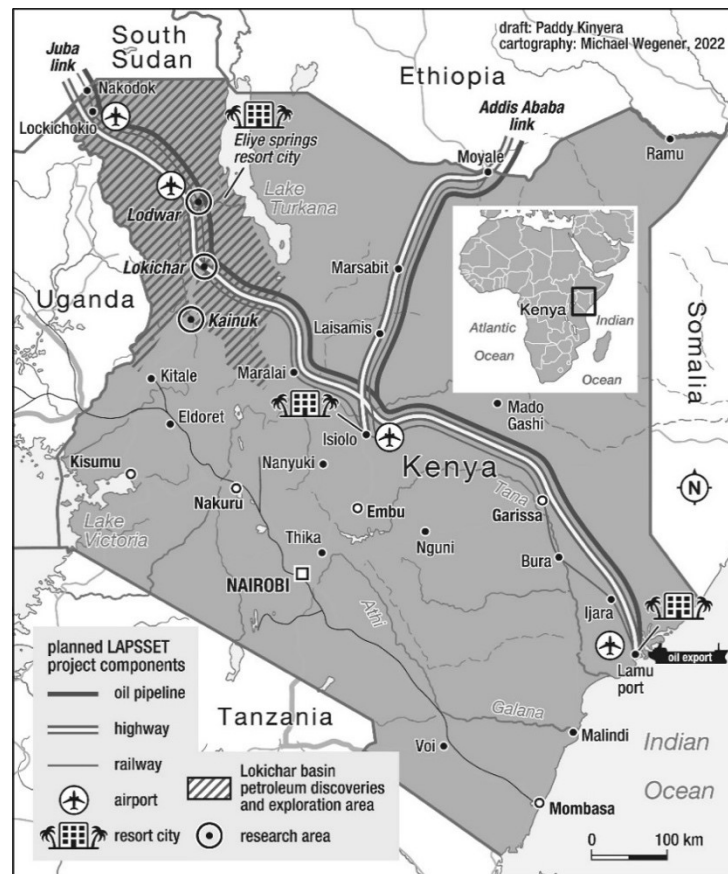 draft: Paddy Kinyera
cartography: Michael Wegener, 2022
South
Sudan
Juba
link
Nakodok
Lockichokio
Ethiopia
Addis Ababa
link
Moyale
Ramu
Eliye springs
resort city
Lake
Turkana
Lodwar
Lokichar
Kainuk
Uganda
Marsabit
Laisamis
Kenya
Atlantic
Ocean
Indian
Ocean
Somalia
Kitale
Maralai
Eldoret
Isiolo
Mado
Gashi
Kenya
Kisumu
Nanyuki
Nakuru
Embu
Tana
Garissa
N
Lake
Victoria
Thika
Nguni
Bura
NAIROBI
Athi
Ijara
Lamu
port
oil export
Tanzania
Galana
Malindi
Voi
Mombasa
Indian
Ocean
planned LAPSSET
project components
oil pipeline
highway
railway
airport
resort city
Lokichar basin
petroleum discoveries
and exploration area
research area
0 100 km